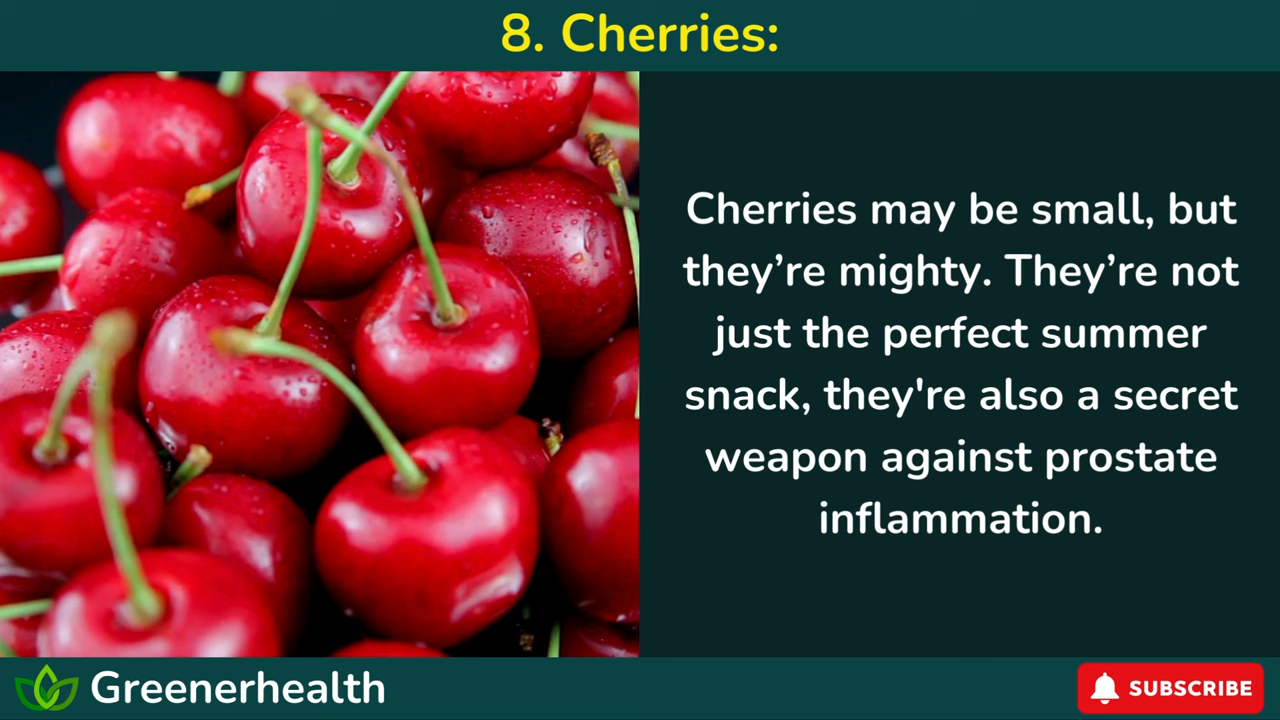 8. Cherries:
Cherries may be small, but
they’re mighty. They’re not
just the perfect summer
snack, they're also a secret
weapon against prostate
inflammation.
Greenerhealth
SUBSCRIBE